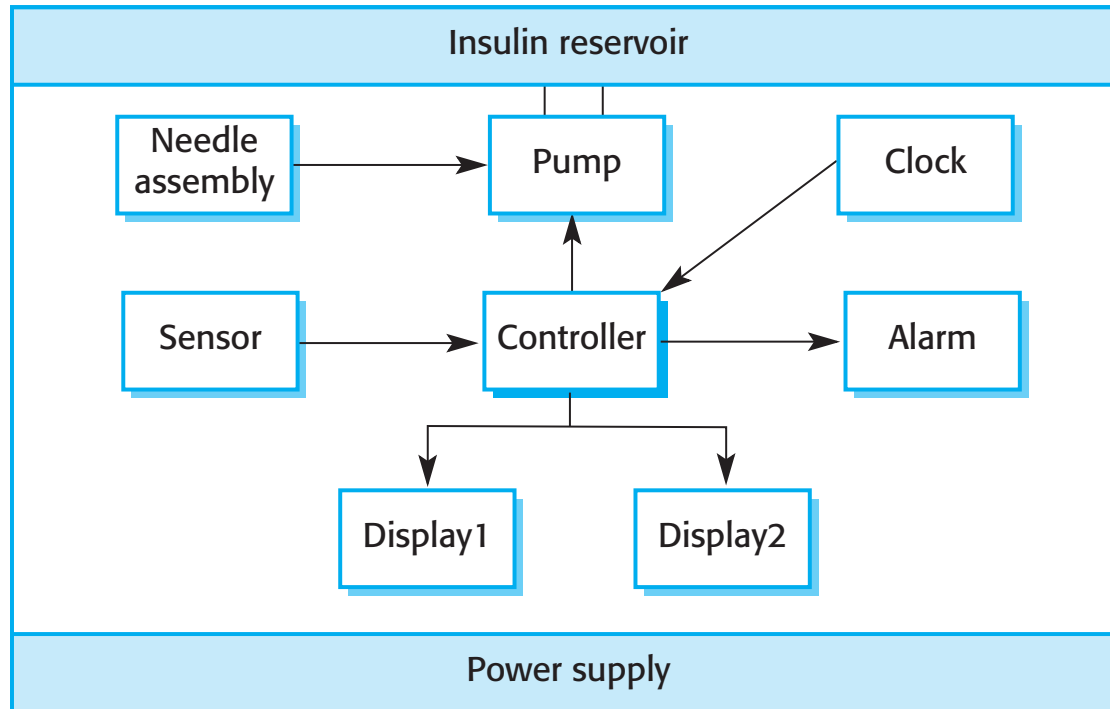 Insulin reservoir
Needle
assembly
Pump
Clock
Sensor
Controller
Alarm
Display1
Display2
Power supply